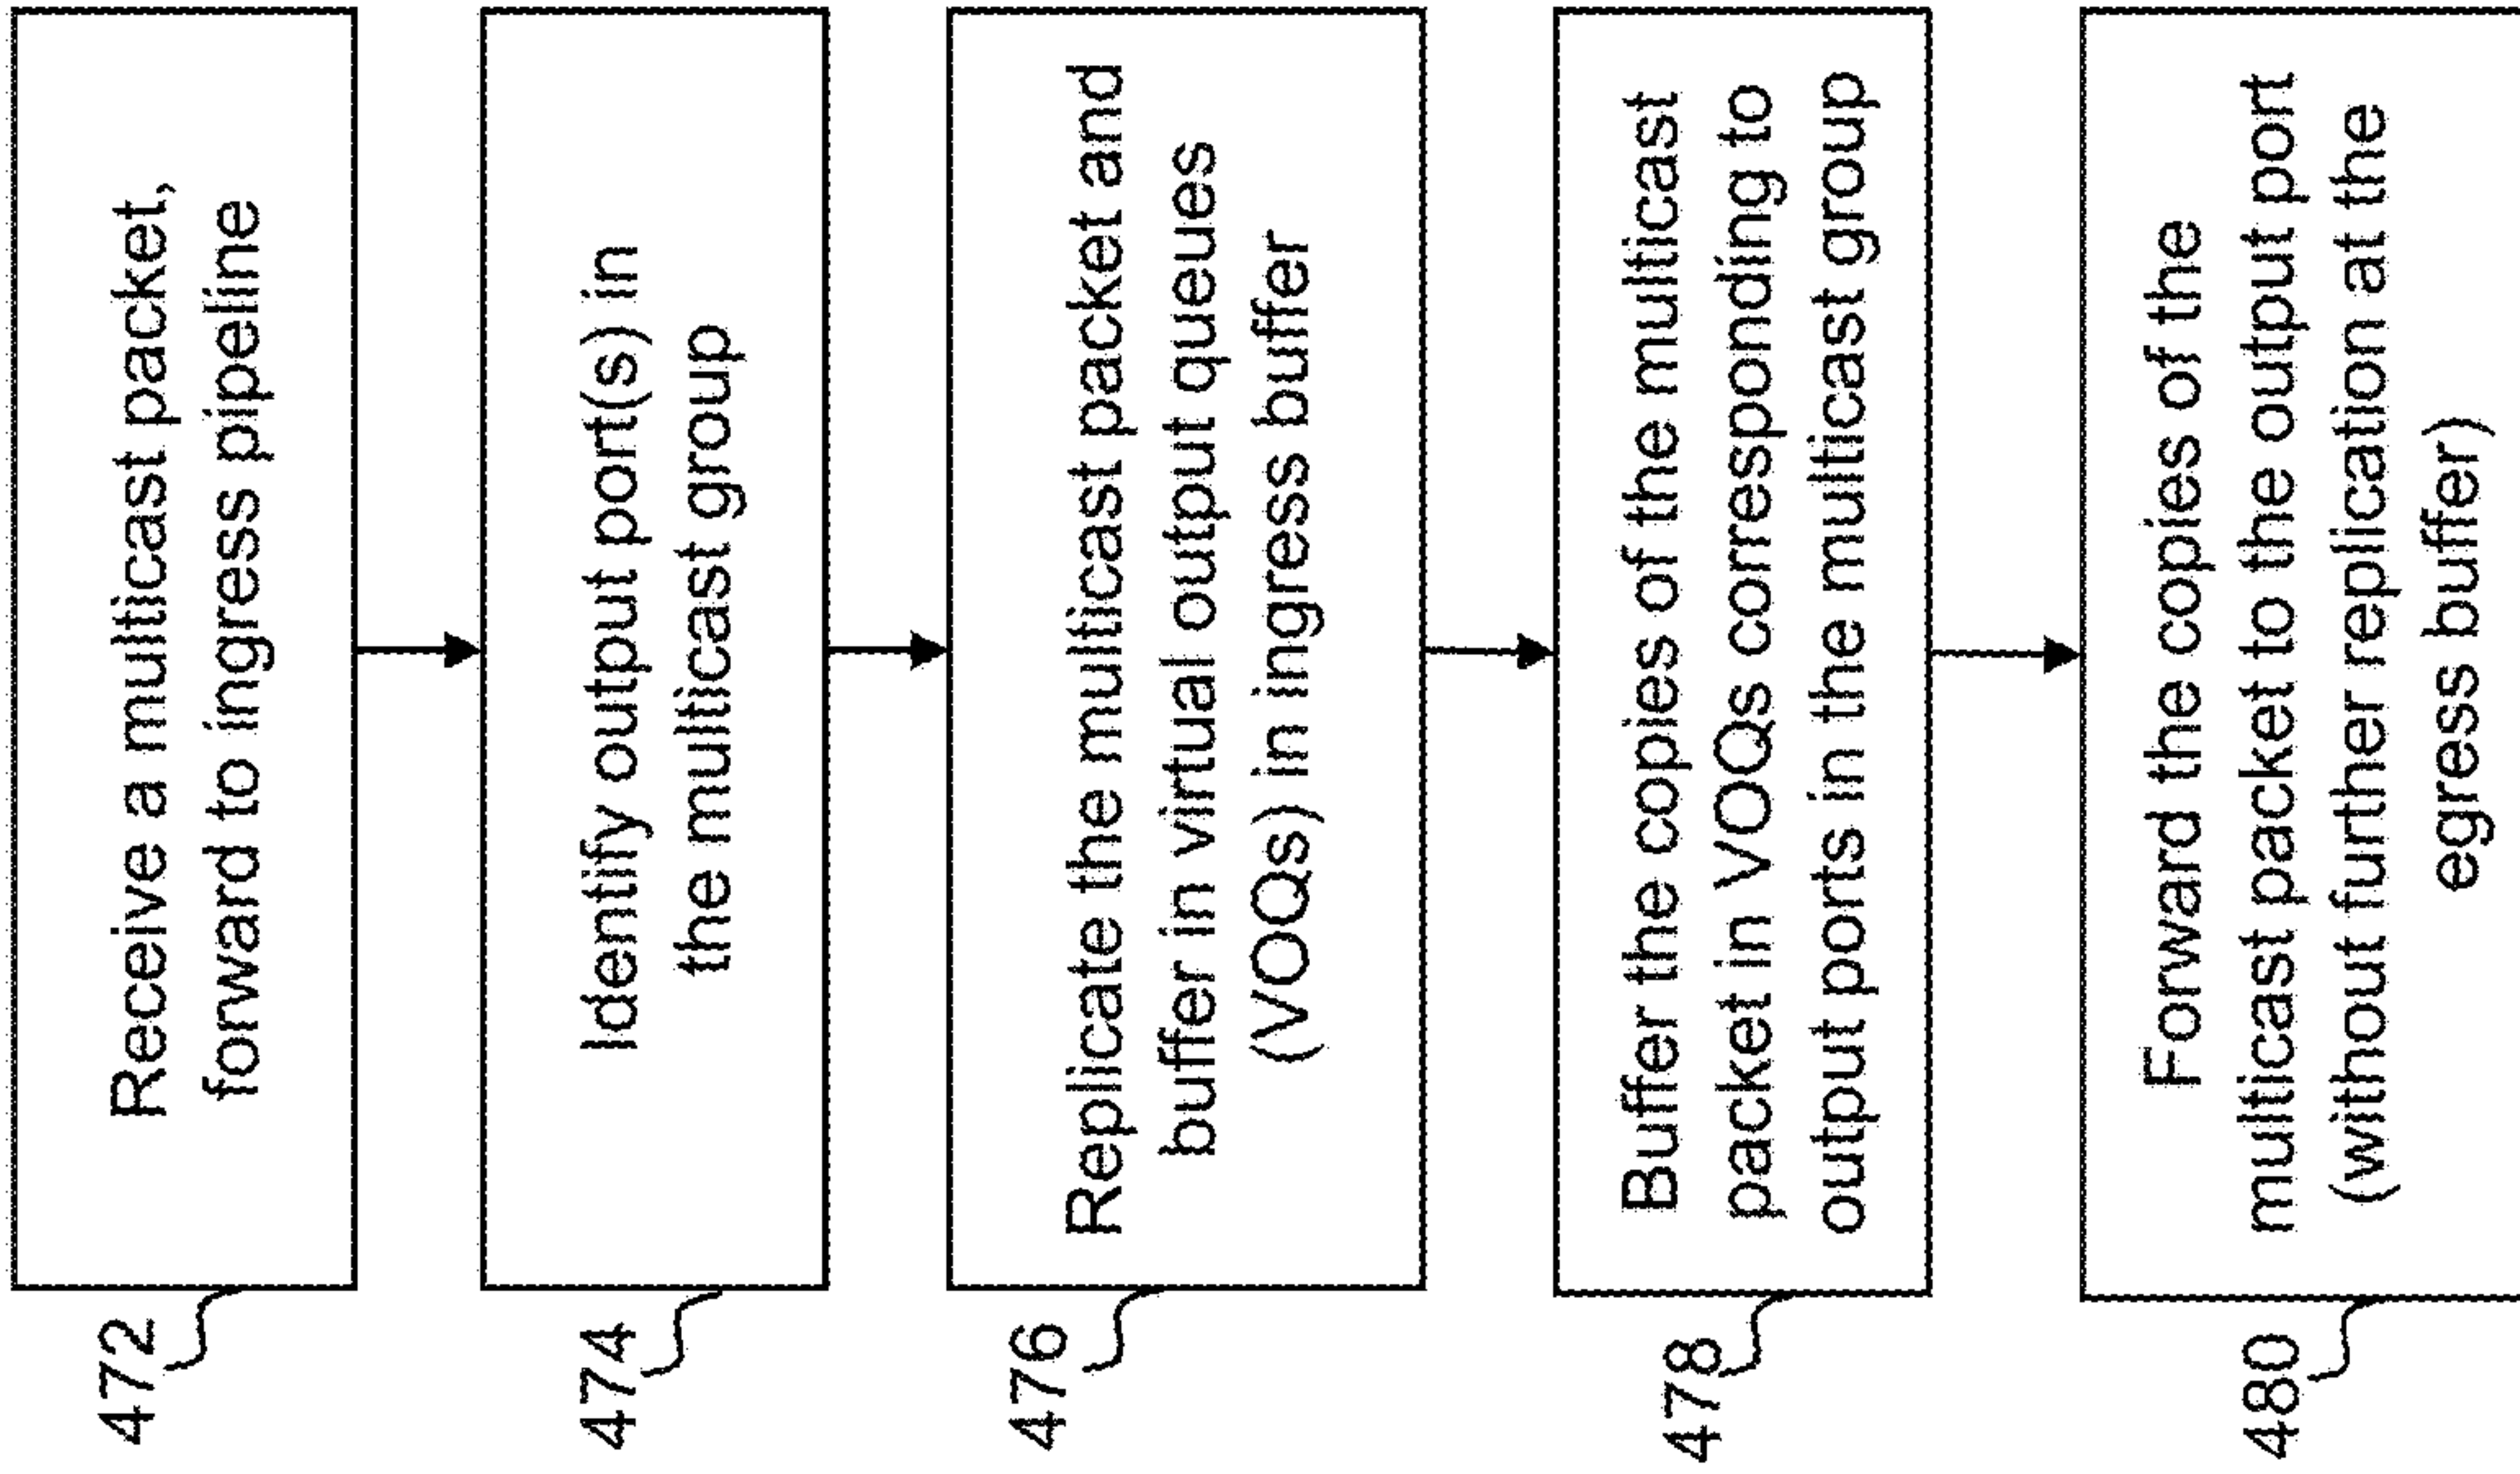 472
Receive a multicast packet,
forward to ingress pipeline
474
Identify output port(s) in
the multicast group
476
Replicate the multicast packet and
buffer in virtual output queues
(VOQs) in ingress buffer
478
Buffer the copies of the multicast
packet in VOQs corresponding to
output ports in the multicast group
480
Forward the copies of the
multicast packet to the output port
(without further replication at the
egress buffer)